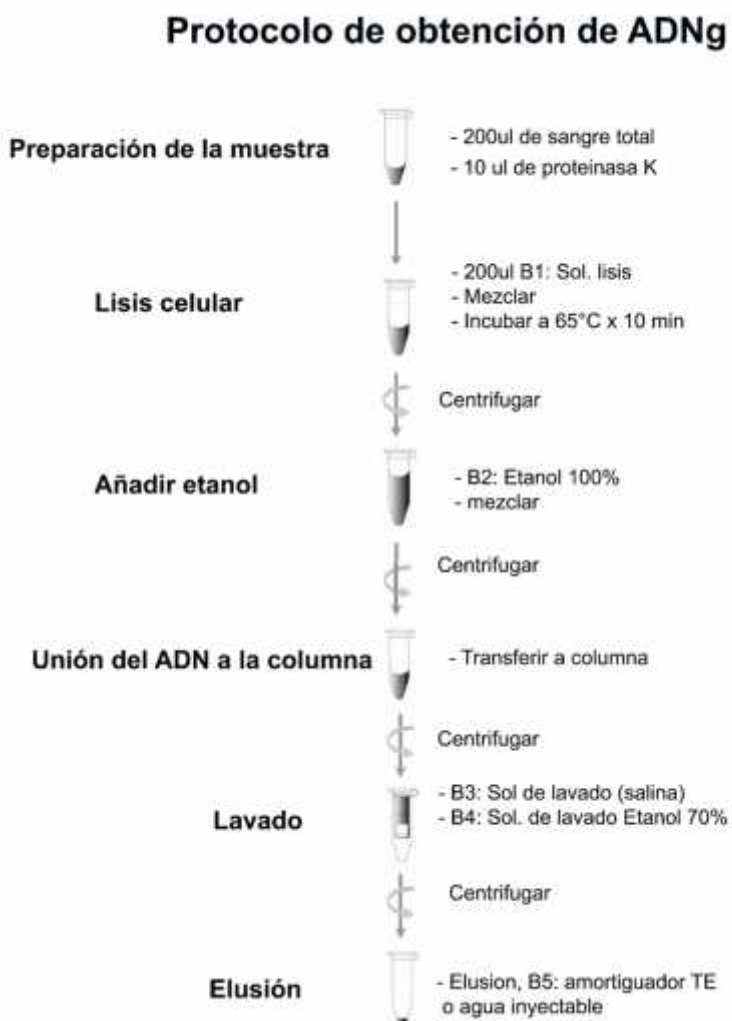 Protocolo de obtención de ADNg
Preparación de la muestra
- 200ul de sangre total
- 10 ul de proteinasa K
Lisis celular
- 200ul B1: Sol. lisis
- Mezclar
- Incubar a 65°C x 10 min
Centrifugar
Añadir etanol
- B2: Etanol 100%
- mezclar
Centrifugar
Unión del ADN a la columna
- Transferir a columna
Centrifugar
Lavado
- B3: Sol de lavado (salina)
- B4: Sol. de lavado Etanol 70%
Centrifugar
Elusión
- Elusion, B5: amortiguador TE
o agua inyectable